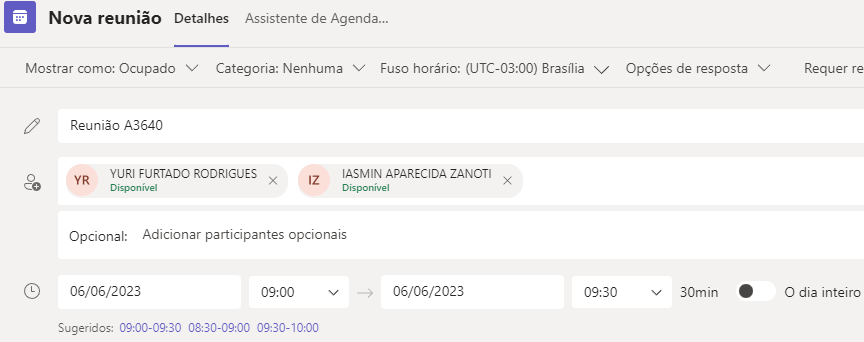 Nova reunião Detalhes Assistente de Agenda...
Mostrar como: Ocupado Categoria: Nenhuma Fuso horário: (UTC-03:00) Brasília Opções de resposta Requer re
Reunião A3640
YR YURI FURTADO RODRIGUES IZ IASMIN APARECIDA ZANOTI
Disponível Disponível
Opcional: Adicionar participantes opcionais
06/06/2023 09:00 06/06/2023 09:30 30min O dia inteiro
Sugeridos: 09:00-09:30 08:30-09:00 09:30-10:00